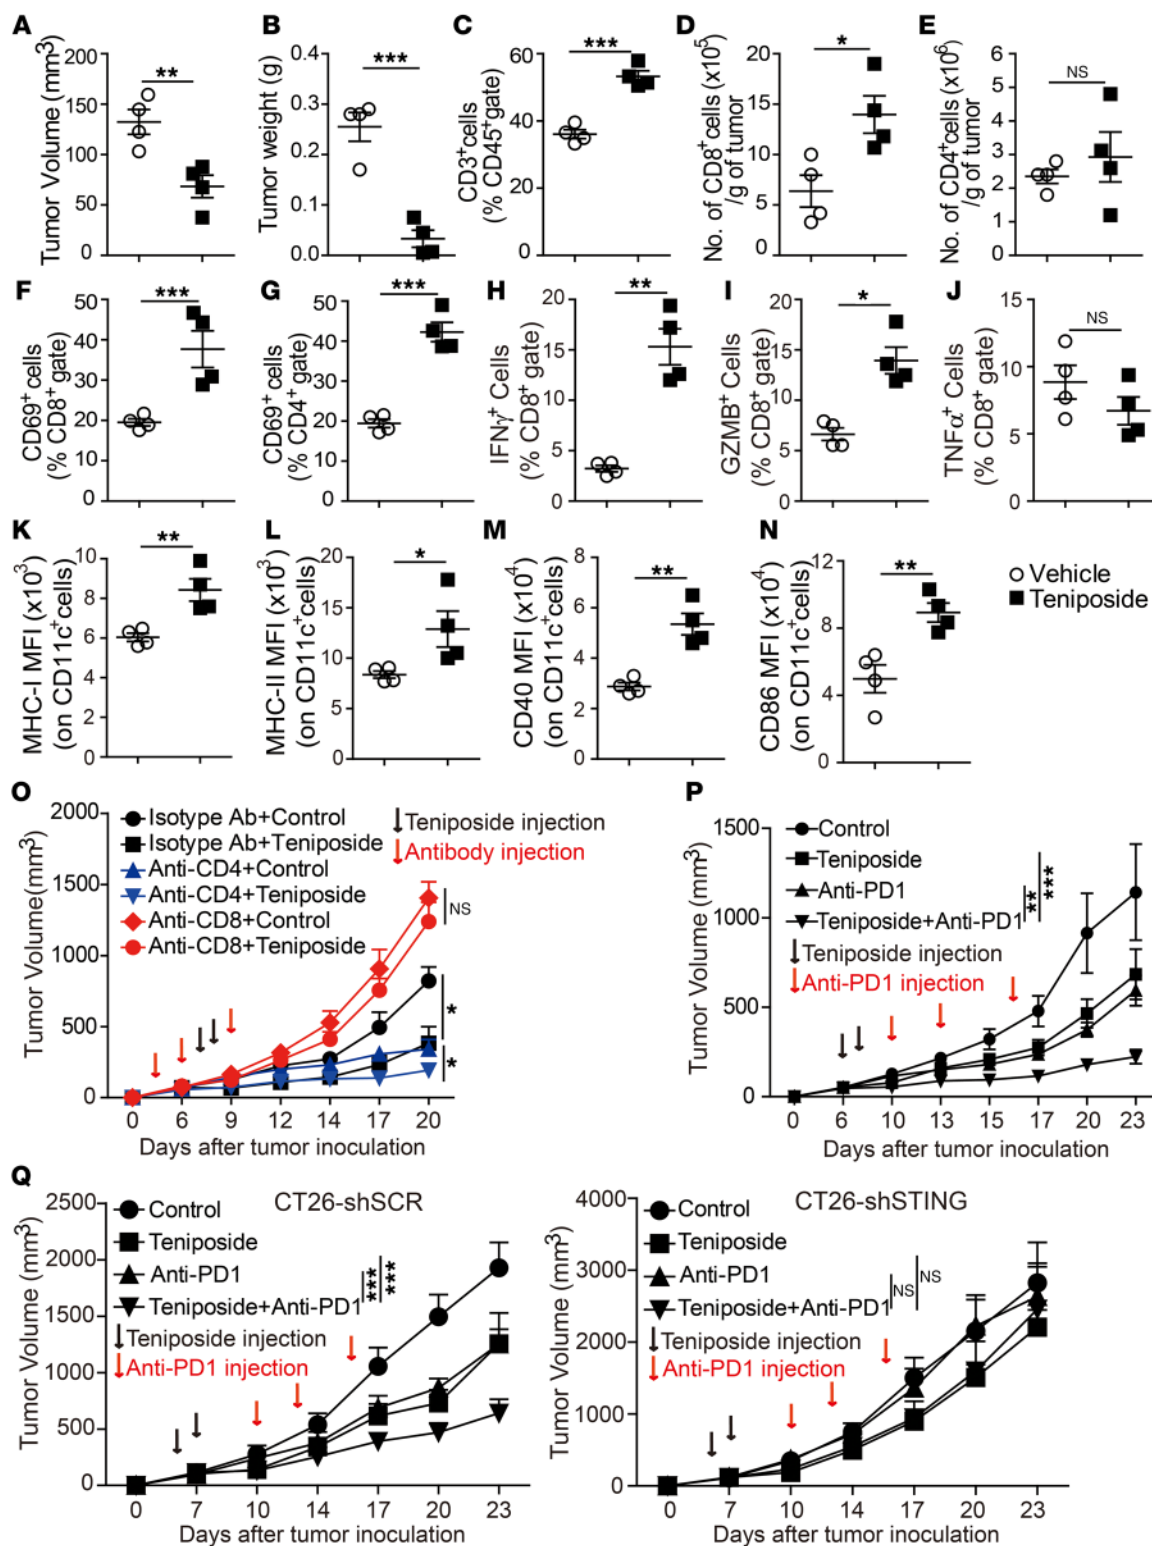 A
Tumor Volume (mm³)
200
150
100
50
0
**
B
Tumor weight (g)
0.4
0.3
0.2
0.1
0.0
***
C
CD3⁺cells
(% CD45⁺gate)
60
40
20
0
***
D
No. of CD8⁺cells (x10⁵)
/g of tumor
20
15
10
5
0
*
E
No. of CD4⁺cells (x10⁶)
/g of tumor
6
5
4
3
2
1
0
NS
F
CD69⁺cells
(% CD8⁺gate)
50
40
30
20
10
0
***
G
CD69⁺cells
(% CD4⁺ gate)
50
40
30
20
10
0
***
H
IFNγ⁺ Cells
(% CD8⁺ gate)
20
15
10
5
0
**
I
GZMB⁺ Cells
(% CD8⁺ gate)
20
15
10
5
0
*
J
TNFα⁺ Cells
(% CD8⁺ gate)
15
10
5
0
NS
K
MHC-I MFI (x10³)
(on CD11c⁺cells)
10
8
6
4
2
0
**
L
MHC-II MFI (x10³)
(on CD11c⁺cells)
20
15
10
5
0
*
M
CD40 MFI (x10⁴)
(on CD11c⁺cells)
8
6
4
2
0
**
N
CD86 MFI (x10⁴)
(on CD11c⁺cells)
12
8
4
0
**
Vehicle
Teniposide
O
Tumor Volume(mm³)
2000
1500
1000
500
0
Isotype Ab+Control
Isotype Ab+Teniposide
Anti-CD4+Control
Anti-CD4+Teniposide
Anti-CD8+Control
Anti-CD8+Teniposide
Teniposide injection
Antibody injection
NS
*
*
0 6 9 12 14 17 20
Days after tumor inoculation
P
Tumor Volume (mm³)
1500
1000
500
0
Control
Teniposide
Anti-PD1
Teniposide+Anti-PD1
**
***
Teniposide injection
Anti-PD1 injection
0 6 10 13 15 17 20 23
Days after tumor inoculation
Q
CT26-shSCR
Tumor Volume (mm³)
2500
2000
1500
1000
500
0
Control
Teniposide
Anti-PD1
Teniposide+Anti-PD1
***
***
Teniposide injection
Anti-PD1 injection
0 7 10 14 17 20 23
Days after tumor inoculation
CT26-shSTING
Tumor Volume (mm³)
4000
3000
2000
1000
0
Control
Teniposide
Anti-PD1
Teniposide+Anti-PD1
NS
NS
Teniposide injection
Anti-PD1 injection
0 7 10 14 17 20 23
Days after tumor inoculation